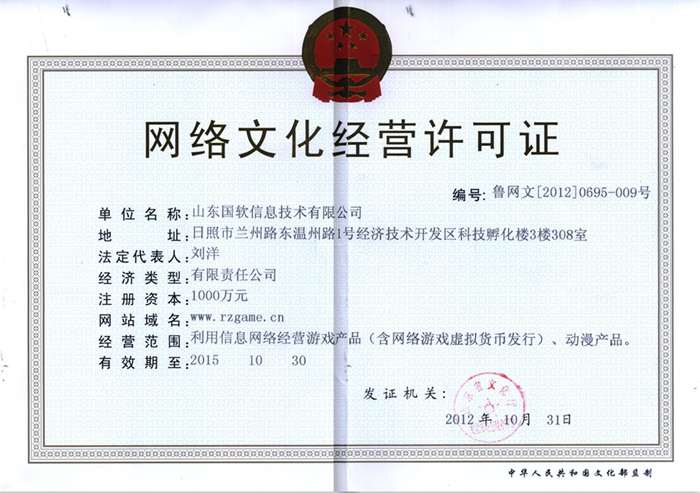 网络文化经营许可证
编号: 鲁网文[2012]0695-009号
单位名称:山东国软信息技术有限公司
地 址:日照市兰州路东温州路1号经济技术开发区科技孵化楼3楼308室
法定代表人:刘洋
经济类型:有限责任公司
注册资本:1000万元
网站域名:www.rzgame.cn
经营范围:利用信息网络经营游戏产品（含网络游戏虚拟货币发行）、动漫产品。
有效期至:2015 10 30
发证机关:
2012年 10月 31日
中华人民共和国文化部监制